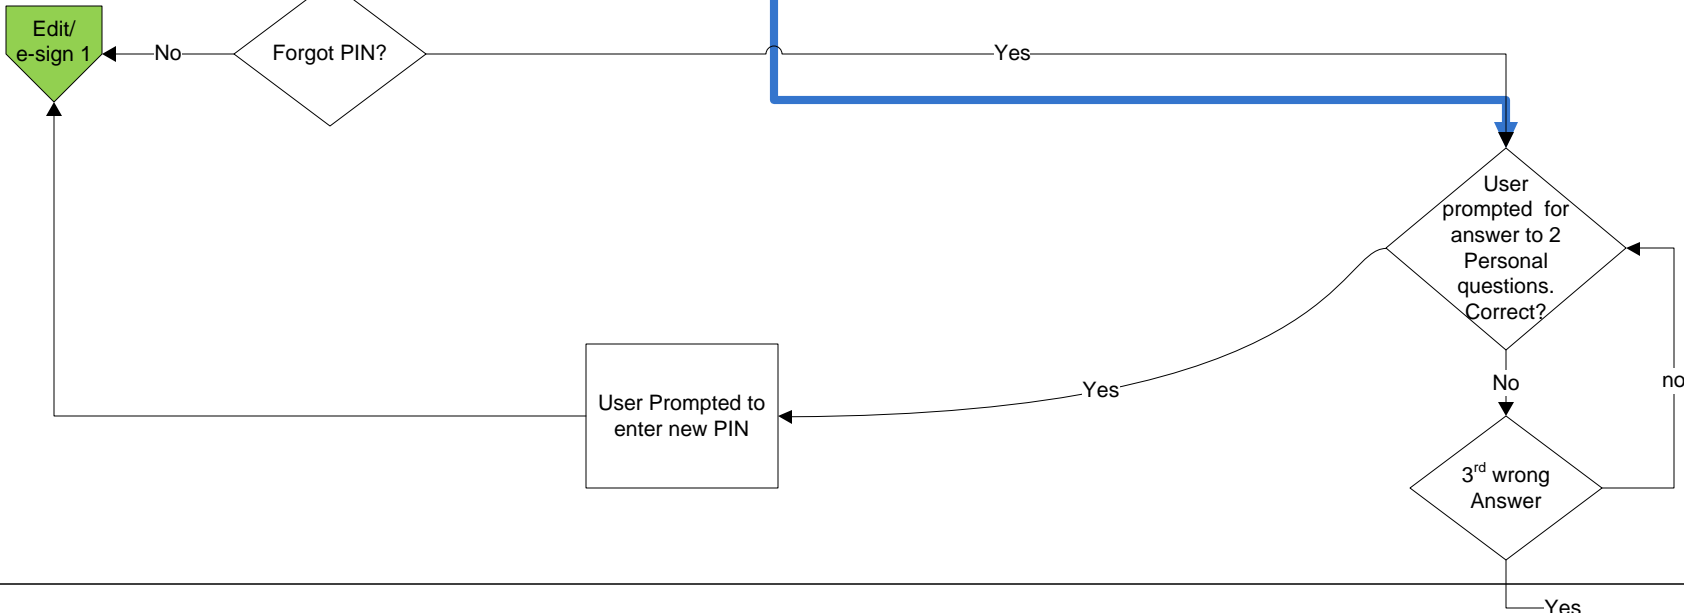 Edit/
e-sign 1
No
Forgot PIN?
Yes
User
prompted for
answer to 2
Personal
questions.
Correct?
User Prompted to
enter new PIN
Yes
No
no
3rd wrong
Answer
Yes